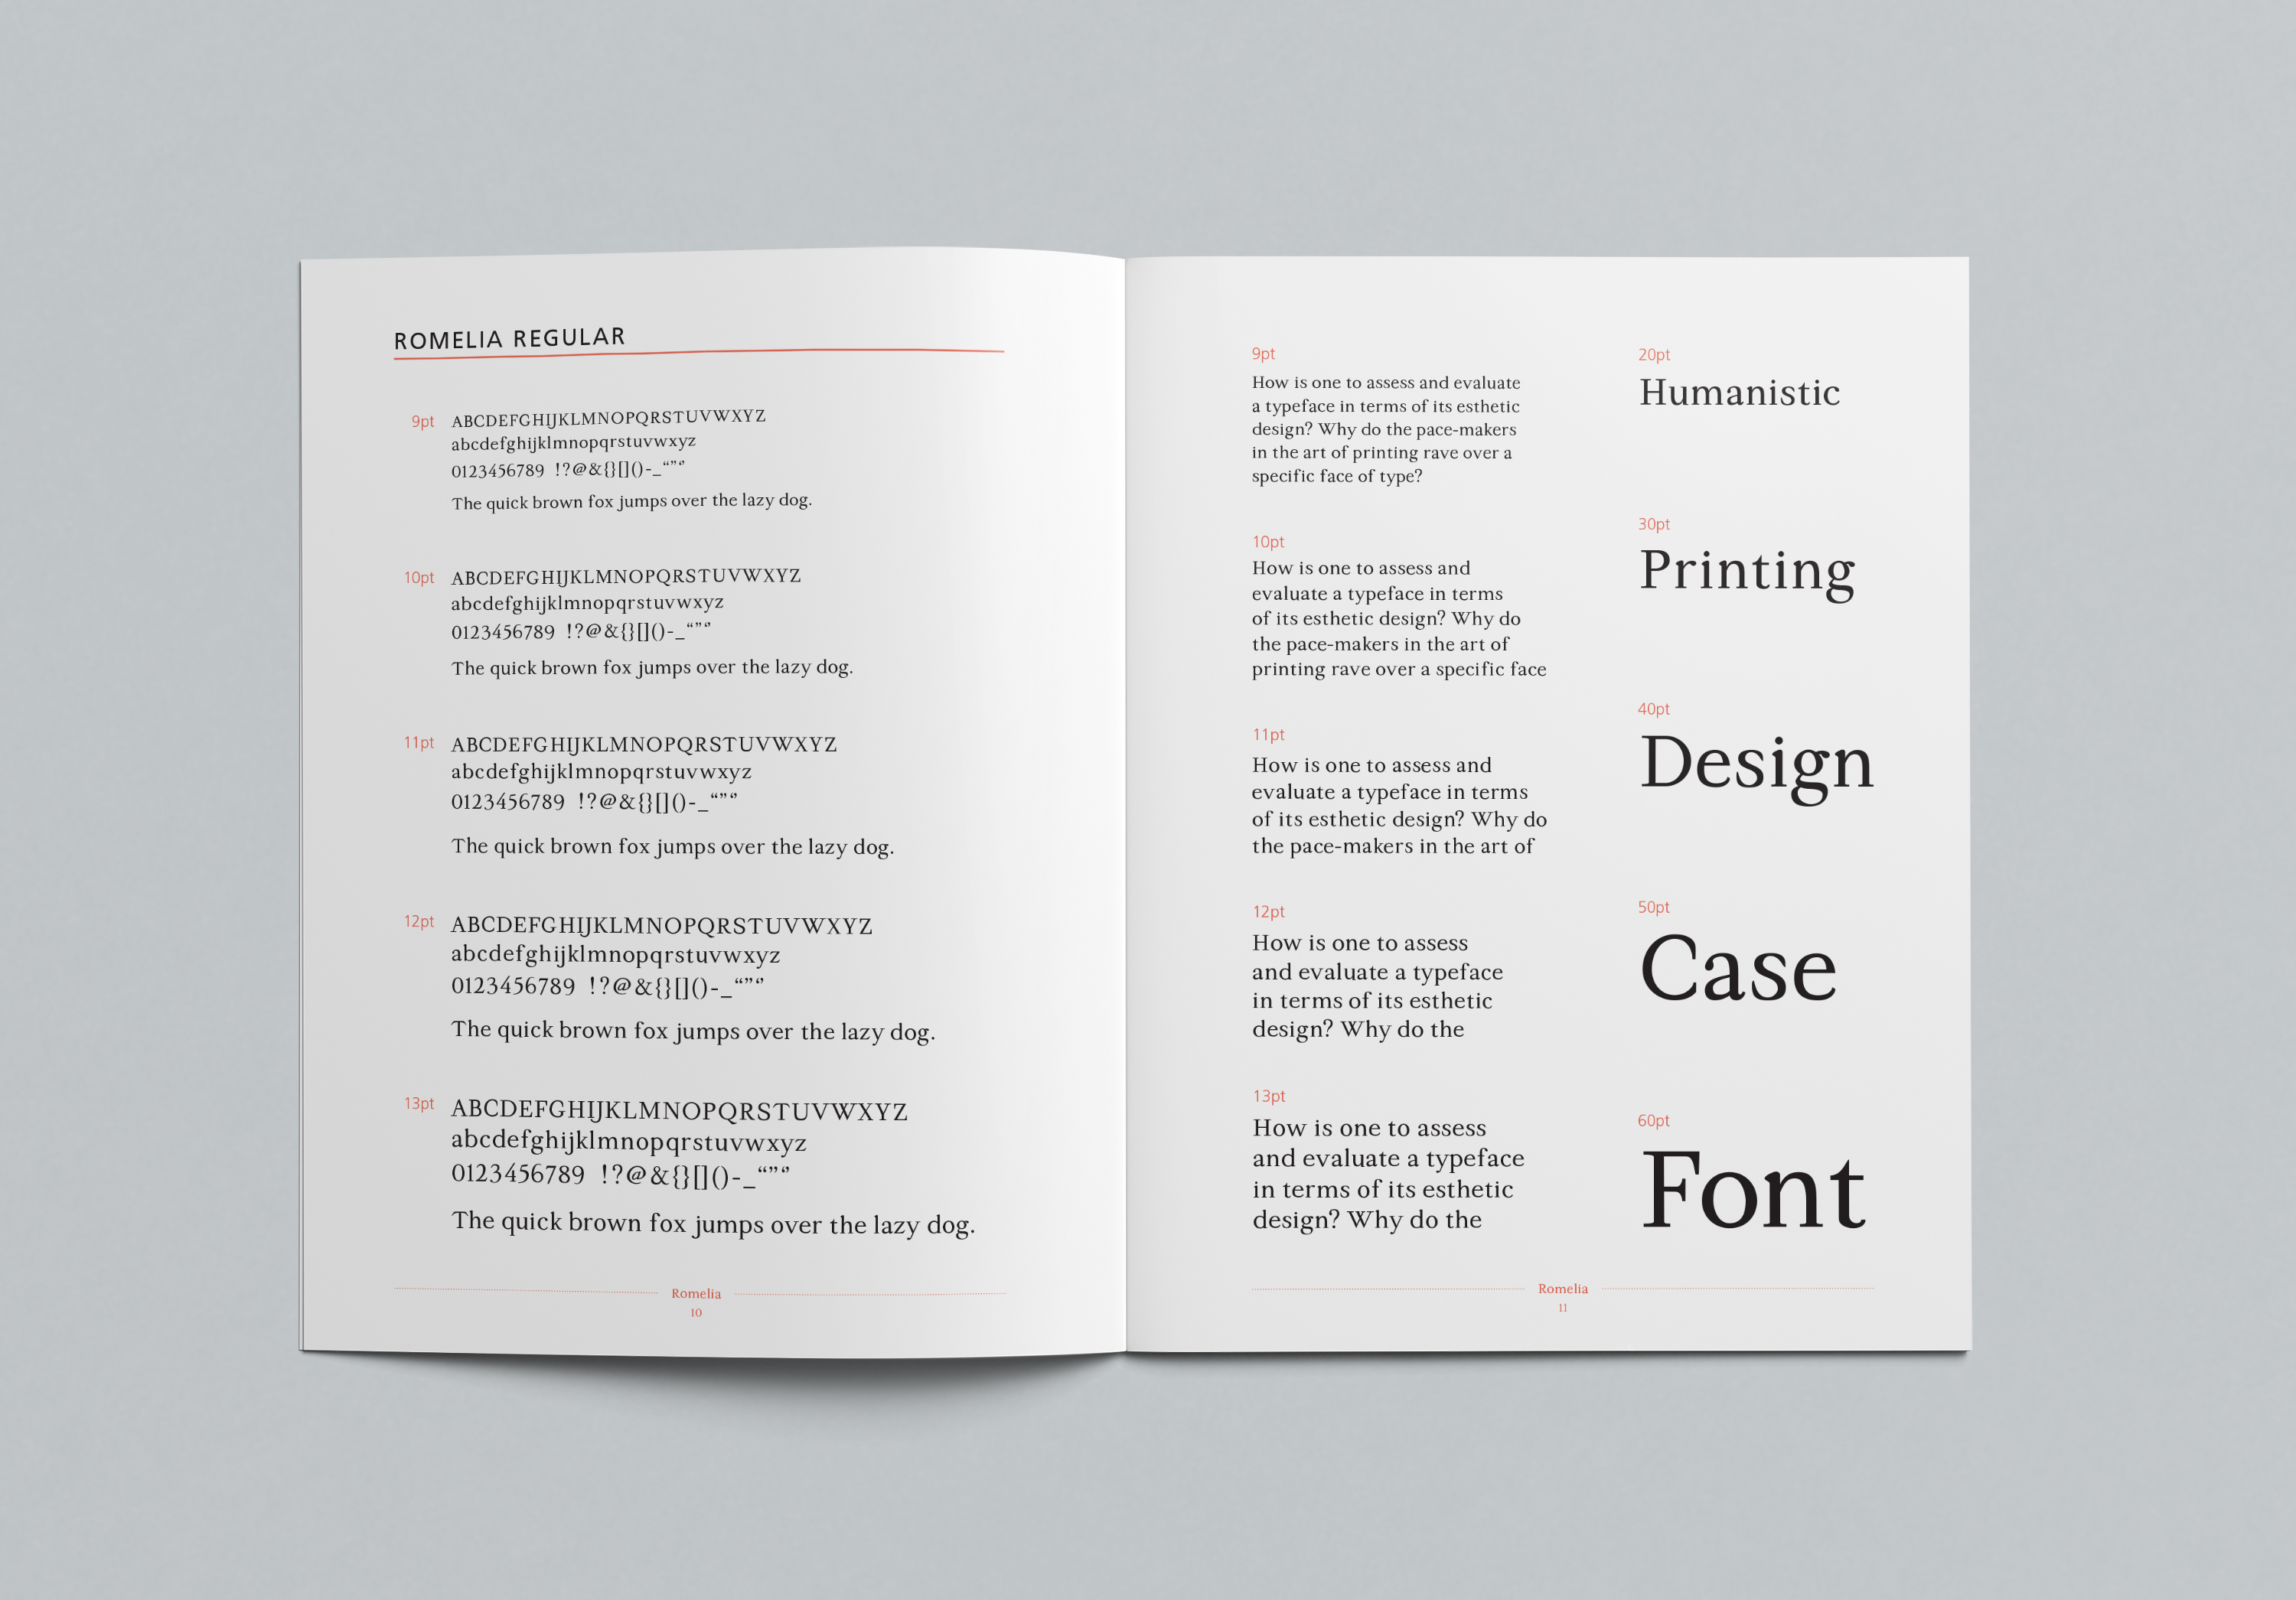 ROMELIA REGULAR
9pt
ABCDEFGHIJKLMNOPQRSTUVWXYZ
abcdefghijklmnopqrstuvwxyz
0123456789 !?@&{}[]()-_“”‘’
The quick brown fox jumps over the lazy dog.
10pt
ABCDEFGHIJKLMNOPQRSTUVWXYZ
abcdefghijklmnopqrstuvwxyz
0123456789 !?@&{}[]()-_“”‘’
The quick brown fox jumps over the lazy dog.
11pt
ABCDEFGHIJKLMNOPQRSTUVWXYZ
abcdefghijklmnopqrstuvwxyz
0123456789 !?@&{}[]()-_“”‘’
The quick brown fox jumps over the lazy dog.
12pt
ABCDEFGHIJKLMNOPQRSTUVWXYZ
abcdefghijklmnopqrstuvwxyz
0123456789 !?@&{}[]()-_“”‘’
The quick brown fox jumps over the lazy dog.
13pt
ABCDEFGHIJKLMNOPQRSTUVWXYZ
abcdefghijklmnopqrstuvwxyz
0123456789 !?@&{}[]()-_“”‘’
The quick brown fox jumps over the lazy dog.
Romelia
10
9pt
How is one to assess and evaluate
a typeface in terms of its esthetic
design? Why do the pace-makers
in the art of printing rave over a
specific face of type?
10pt
How is one to assess and
evaluate a typeface in terms
of its esthetic design? Why do
the pace-makers in the art of
printing rave over a specific face
11pt
How is one to assess and
evaluate a typeface in terms
of its esthetic design? Why do
the pace-makers in the art of
12pt
How is one to assess
and evaluate a typeface
in terms of its esthetic
design? Why do the
13pt
How is one to assess
and evaluate a typeface
in terms of its esthetic
design? Why do the
20pt
Humanistic
30pt
Printing
40pt
Design
50pt
Case
60pt
Font
Romelia
11